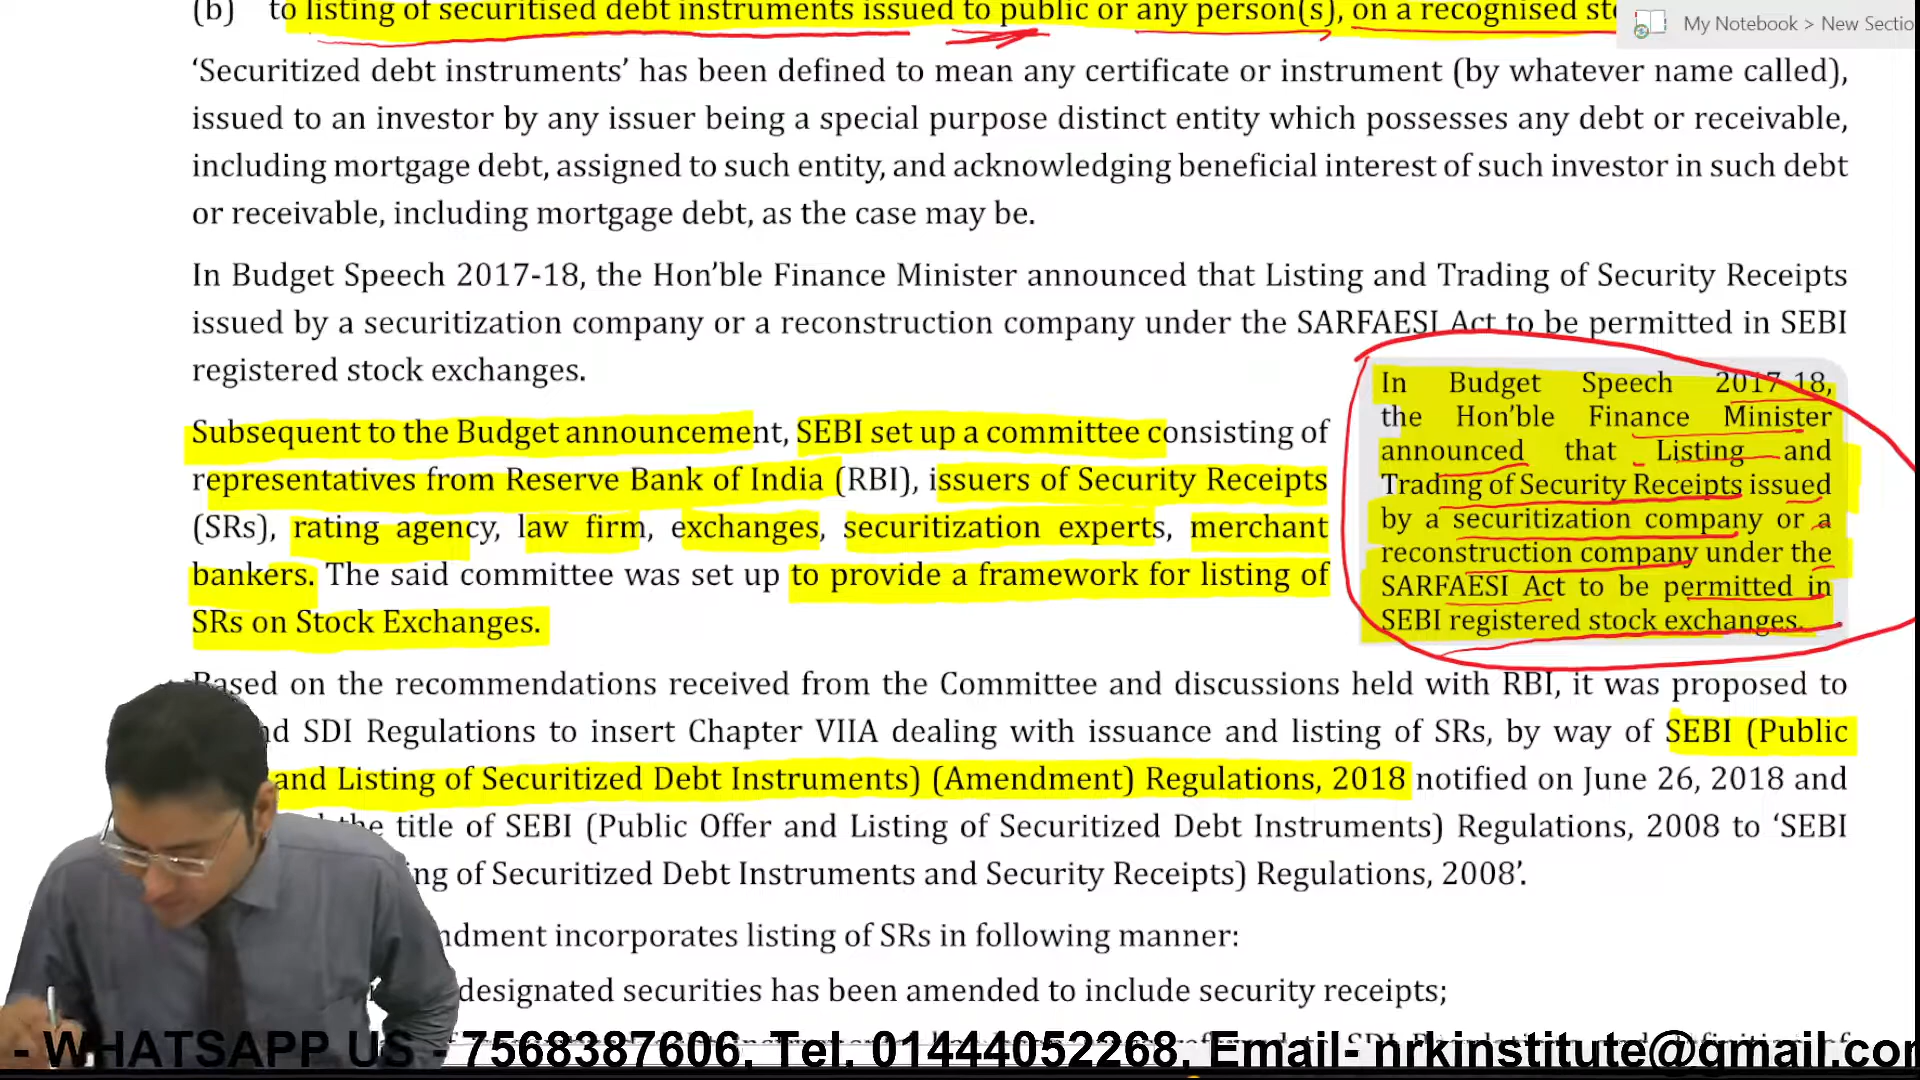 (b) to listing of securitised debt instruments issued to public or any person(s), on a recognised
My Notebook > New Sectio
‘Securitized debt instruments’ has been defined to mean any certificate or instrument (by whatever name called),
issued to an investor by any issuer being a special purpose distinct entity which possesses any debt or receivable,
including mortgage debt, assigned to such entity, and acknowledging beneficial interest of such investor in such debt
or receivable, including mortgage debt, as the case may be.
In Budget Speech 2017-18, the Hon’ble Finance Minister announced that Listing and Trading of Security Receipts
issued by a securitization company or a reconstruction company under the SARFAESI Act to be permitted in SEBI
registered stock exchanges.
Subsequent to the Budget announcement, SEBI set up a committee consisting of
representatives from Reserve Bank of India (RBI), issuers of Security Receipts
(SRs), rating agency, law firm, exchanges, securitization experts, merchant
bankers. The said committee was set up to provide a framework for listing of
SRs on Stock Exchanges.
In Budget Speech 2017-18,
the Hon’ble Finance Minister
announced that Listing and
Trading of Security Receipts issued
by a securitization company or a
reconstruction company under the
SARFAESI Act to be permitted in
SEBI registered stock exchanges.
Based on the recommendations received from the Committee and discussions held with RBI, it was proposed to
SDI Regulations to insert Chapter VIIA dealing with issuance and listing of SRs, by way of SEBI (Public
and Listing of Securitized Debt Instruments) (Amendment) Regulations, 2018 notified on June 26, 2018 and
the title of SEBI (Public Offer and Listing of Securitized Debt Instruments) Regulations, 2008 to ‘SEBI
ng of Securitized Debt Instruments and Security Receipts) Regulations, 2008’.
ndment incorporates listing of SRs in following manner:
designated securities has been amended to include security receipts;
- WHATSAPP US - 7568387606, Tel. 01444052268, Email- nrkinstitute@gmail.con